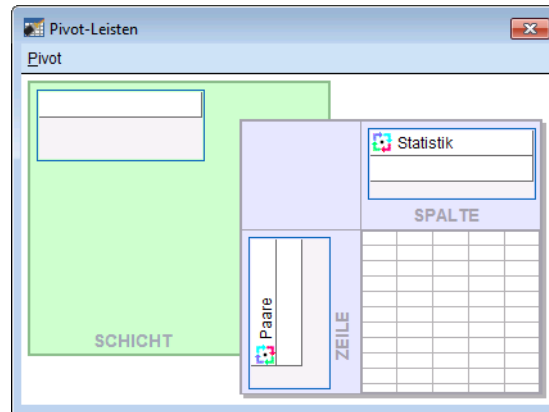 Pivot-Leisten
Pivot
Statistik
SPALTE
Paare
ZEILE
SCHICHT